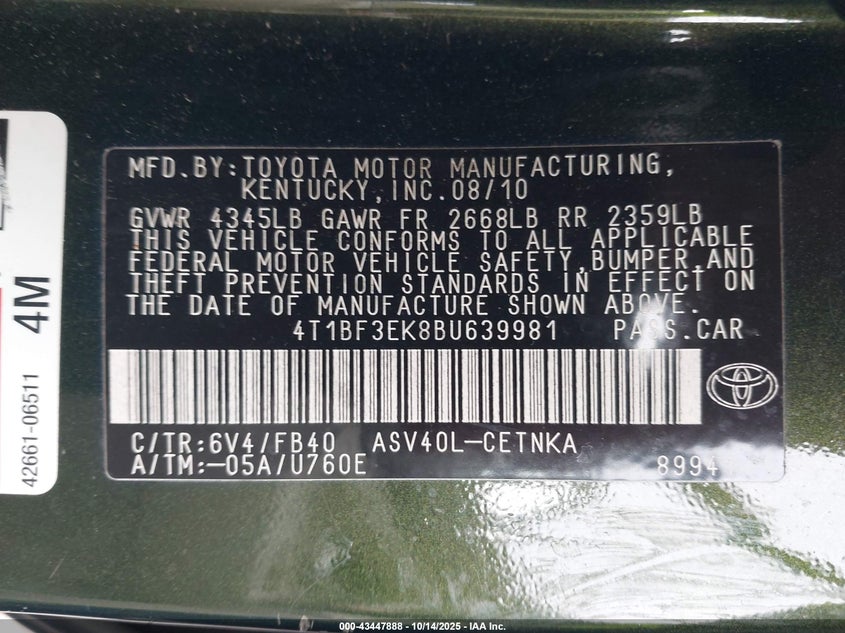 MFD.BY:TOYOTA MOTOR MANUFACTURING,
KENTUCKY,INC.08/10
GVWR 4345LB GAWR FR 2668LB RR 2359LB
THIS VEHICLE CONFORMS TO ALL APPLICABLE
FEDERAL MOTOR VEHICLE SAFETY,BUMPER,AND
THEFT PREVENTION STANDARDS IN EFFECT ON
THE DATE OF MANUFACTURE SHOWN ABOVE.
4T1BF3EK8BU639981 PASS.CAR
C/TR:6V4/FB40 ASV40L-CETNKA
A/TM:-05A/U760E 8994
4M
42661-06511
000-43447888 - 10/14/2025 - IAA Inc.